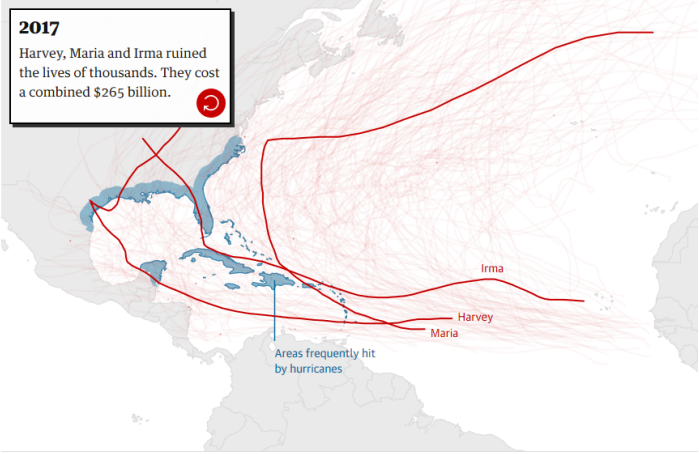 2017
Harvey, Maria and Irma ruined
the lives of thousands. They cost
a combined $265 billion.
Irma
Harvey
Maria
Areas frequently hit
by hurricanes